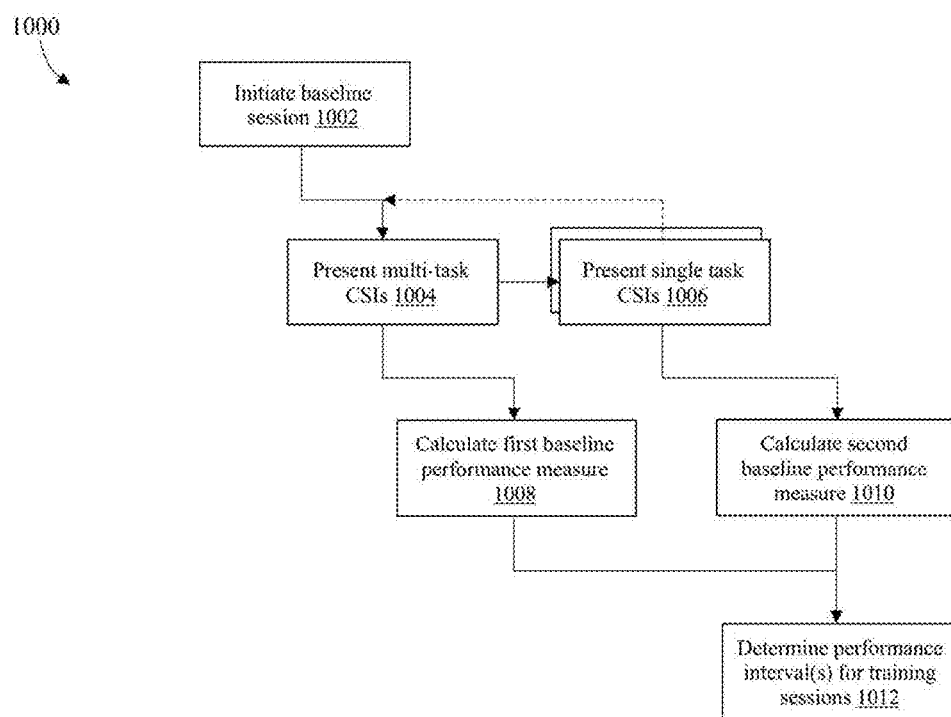 1000
Initiate baseline
session 1002
Present multi-task
CSIs 1004
Present single task
CSIs 1006
Calculate first baseline
performance measure
1008
Calculate second
baseline performance
measure 1010
Determine performance
interval(s) for training
sessions 1012